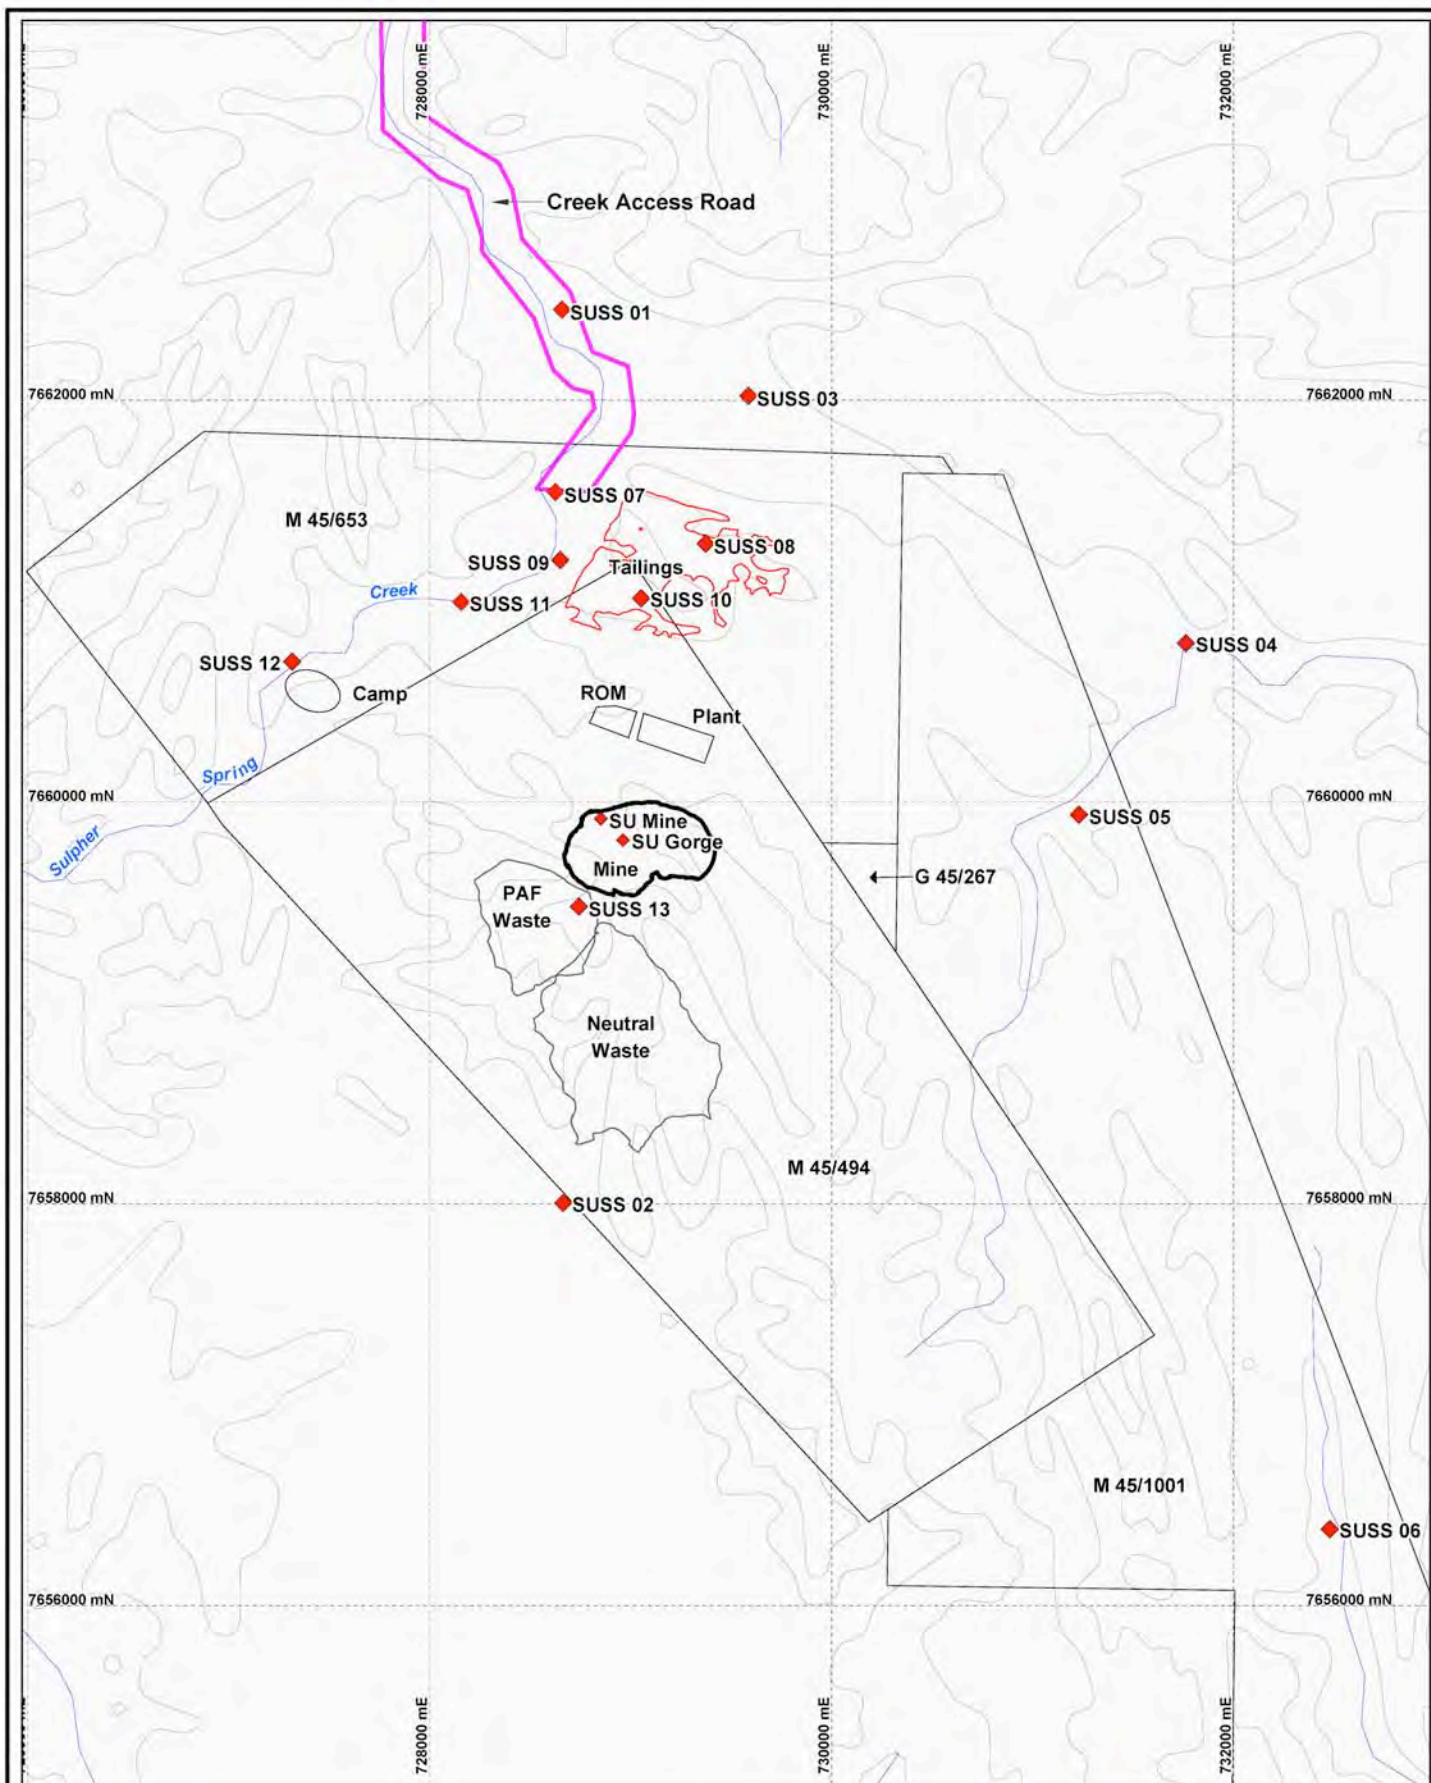 728000 mE
730000 mE
732000 mE
Creek Access Road
SUSS 01
7662000 mN
SUSS 03
7662000 mN
SUSS 07
M 45/653
SUSS 08
SUSS 09
Tailings
Creek
SUSS 11
SUSS 10
SUSS 04
SUSS 12
Camp
ROM
Plant
Spring
7660000 mN
7660000 mN
SU Mine
SUSS 05
Sulpher
SU Gorge
Mine
G 45/267
PAF
Waste
SUSS 13
Neutral
Waste
M 45/494
7658000 mN
SUSS 02
7658000 mN
M 45/1001
SUSS 06
7656000 mN
7656000 mN
728000 mE
730000 mE
732000 mE